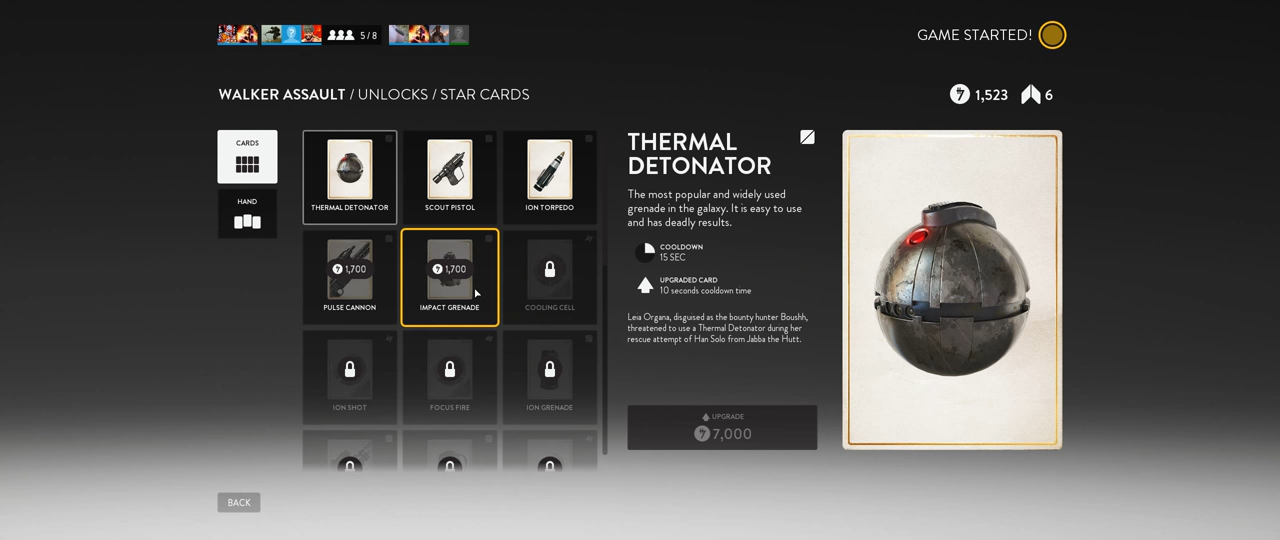 5 / 8
GAME STARTED!
WALKER ASSAULT / UNLOCKS / STAR CARDS
1,523
6
CARDS
HAND
THERMAL DETONATOR
SCOUT PISTOL
ION TORPEDO
1,700
PULSE CANNON
1,700
IMPACT GRENADE
COOLING CELL
ION SHOT
FOCUS FIRE
ION GRENADE
THERMAL
DETONATOR
The most popular and widely used
grenade in the galaxy. It is easy to use
and has deadly results.
COOLDOWN
15 SEC
UPGRADED CARD
10 seconds cooldown time
Leia Organa, disguised as the bounty hunter Boushh,
threatened to use a Thermal Detonator during her
rescue attempt of Han Solo from Jabba the Hutt.
UPGRADE
7,000
BACK